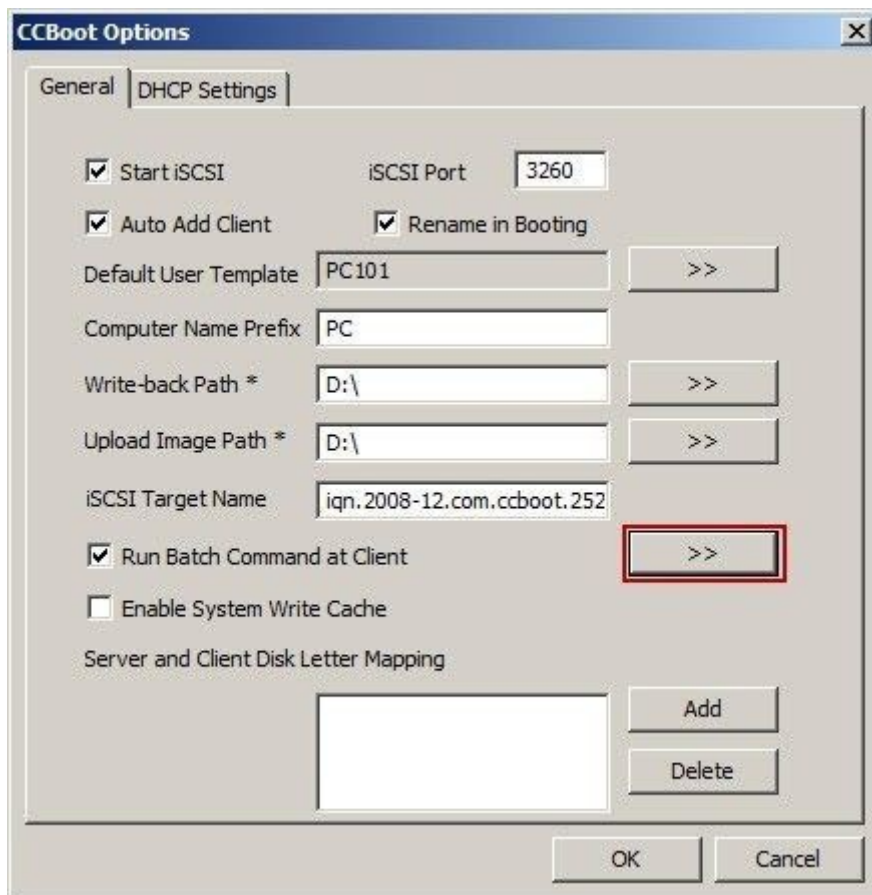 CCBoot Options
General DHCP Settings
Start iSCSI iSCSI Port 3260
Auto Add Client Rename in Booting
Default User Template PC101 >>
Computer Name Prefix PC
Write-back Path * D:\ >>
Upload Image Path * D:\ >>
iSCSI Target Name iqn.2008-12.com.ccboot.252
Run Batch Command at Client >>
Enable System Write Cache
Server and Client Disk Letter Mapping
Add
Delete
OK Cancel